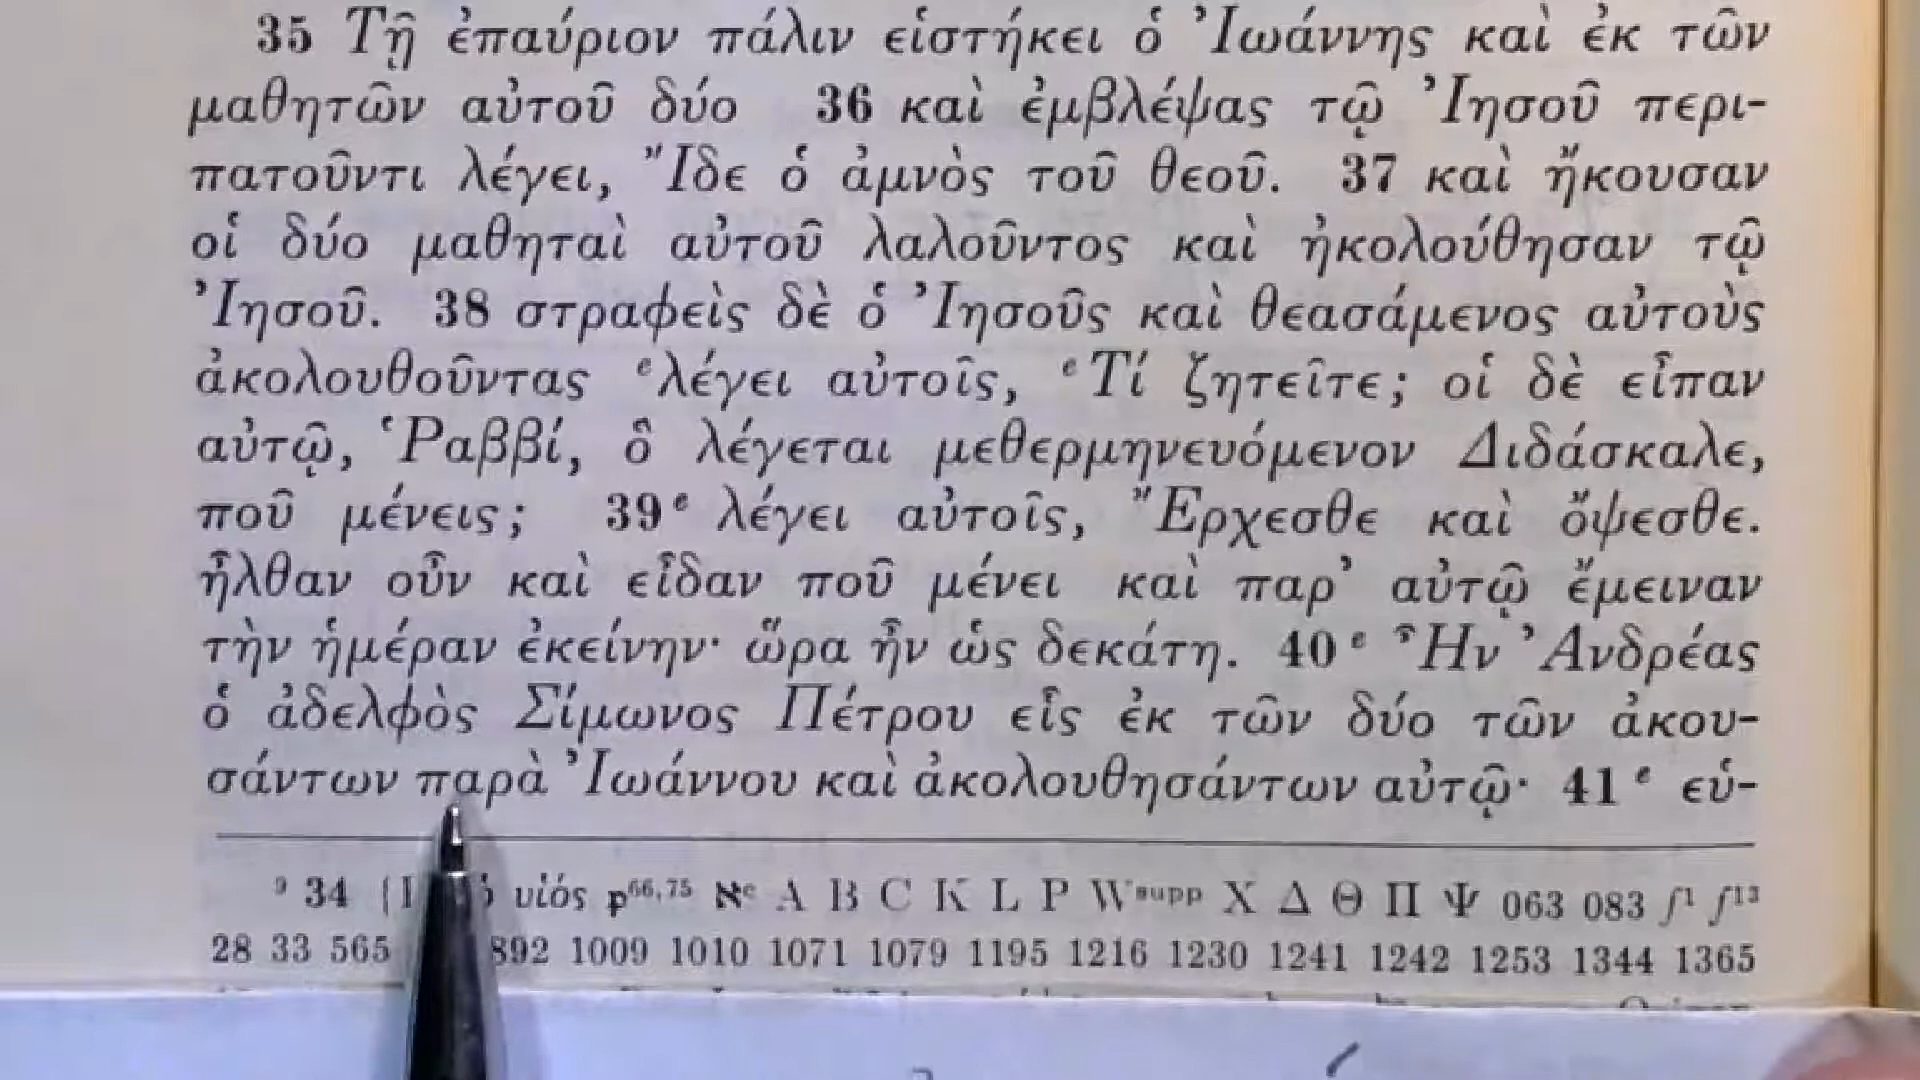 35 Τῇ ἐπαύριον πάλιν εἱστήκει ὁ Ἰωάννης καὶ ἐκ τῶν
μαθητῶν αὐτοῦ δύο 36 καὶ ἐμβλέψας τῷ Ἰησοῦ περι-
πατοῦντι λέγει, Ἴδε ὁ ἀμνὸς τοῦ θεοῦ. 37 καὶ ἤκουσαν
οἱ δύο μαθηταὶ αὐτοῦ λαλοῦντος καὶ ἠκολούθησαν τῷ
Ἰησοῦ. 38 στραφεὶς δὲ ὁ Ἰησοῦς καὶ θεασάμενος αὐτοὺς
ἀκολουθοῦντας ᵉλέγει αὐτοῖς, ᵉΤί ζητεῖτε; οἱ δὲ εἶπαν
αὐτῷ, Ῥαββί, ὃ λέγεται μεθερμηνευόμενον Διδάσκαλε,
ποῦ μένεις; 39ᵉ λέγει αὐτοῖς, Ἔρχεσθε καὶ ὄψεσθε.
ἦλθαν οὖν καὶ εἶδαν ποῦ μένει καὶ παρ’ αὐτῷ ἔμειναν
τὴν ἡμέραν ἐκείνην· ὥρα ἦν ὡς δεκάτη. 40ᵉ Ἦν Ἀνδρέας
ὁ ἀδελφὸς Σίμωνος Πέτρου εἷς ἐκ τῶν δύο τῶν ἀκου-
σάντων παρὰ Ἰωάννου καὶ ἀκολουθησάντων αὐτῷ· 41ᵉ εὑ-
⁹ 34 υἱός p⁶⁶,⁷⁵ ℵᶜ A B C K L P Wˢᵘᵖᵖ X Δ Θ Π Ψ 063 083 f¹ f¹³
28 33 565 892 1009 1010 1071 1079 1195 1216 1230 1241 1242 1253 1344 1365